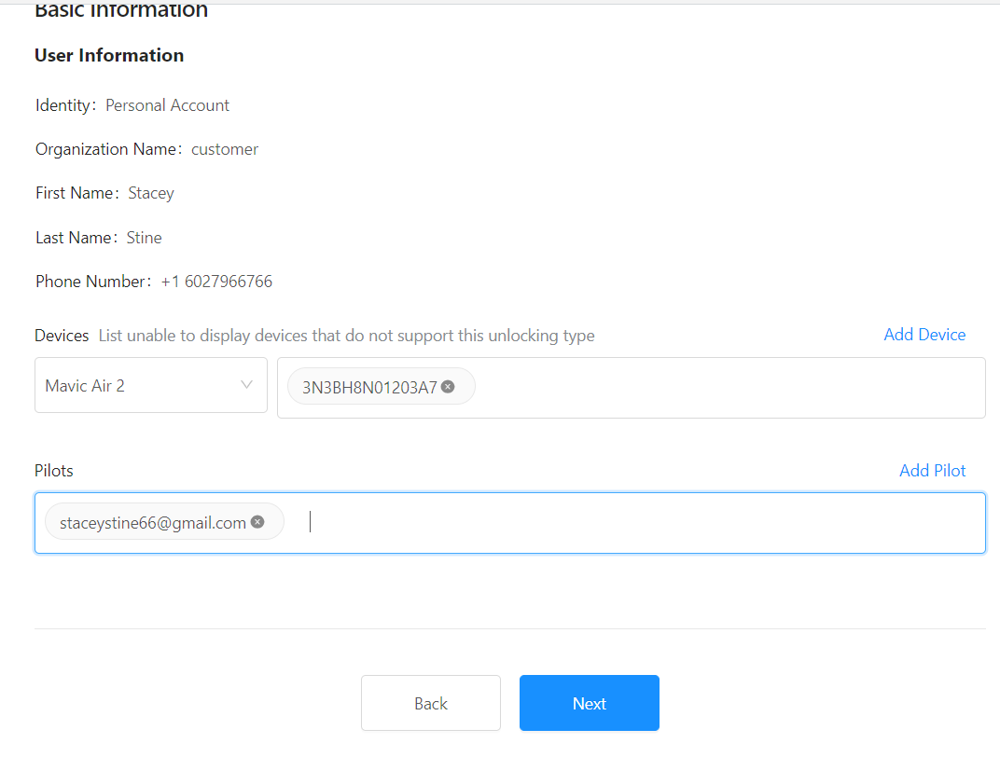 Basic Information
User Information
Identity: Personal Account
Organization Name: customer
First Name: Stacey
Last Name: Stine
Phone Number: +1 6027966766
Devices List unable to display devices that do not support this unlocking type Add Device
Mavic Air 2 3N3BH8N01203A7
Pilots Add Pilot
staceystine66@gmail.com
Back Next